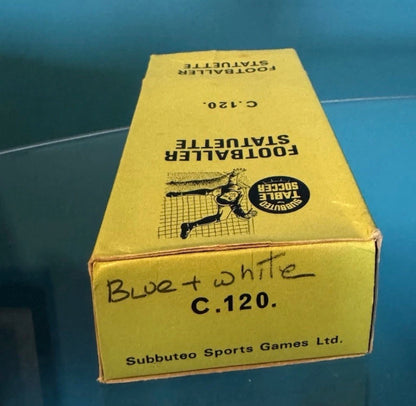 FOOTBALLER
STATUETTE
C.120.
FOOTBALLER
STATUETTE
SUBBUTEO
TABLE
SOCCER
Blue + white
C.120.
Subbuteo Sports Games Ltd.